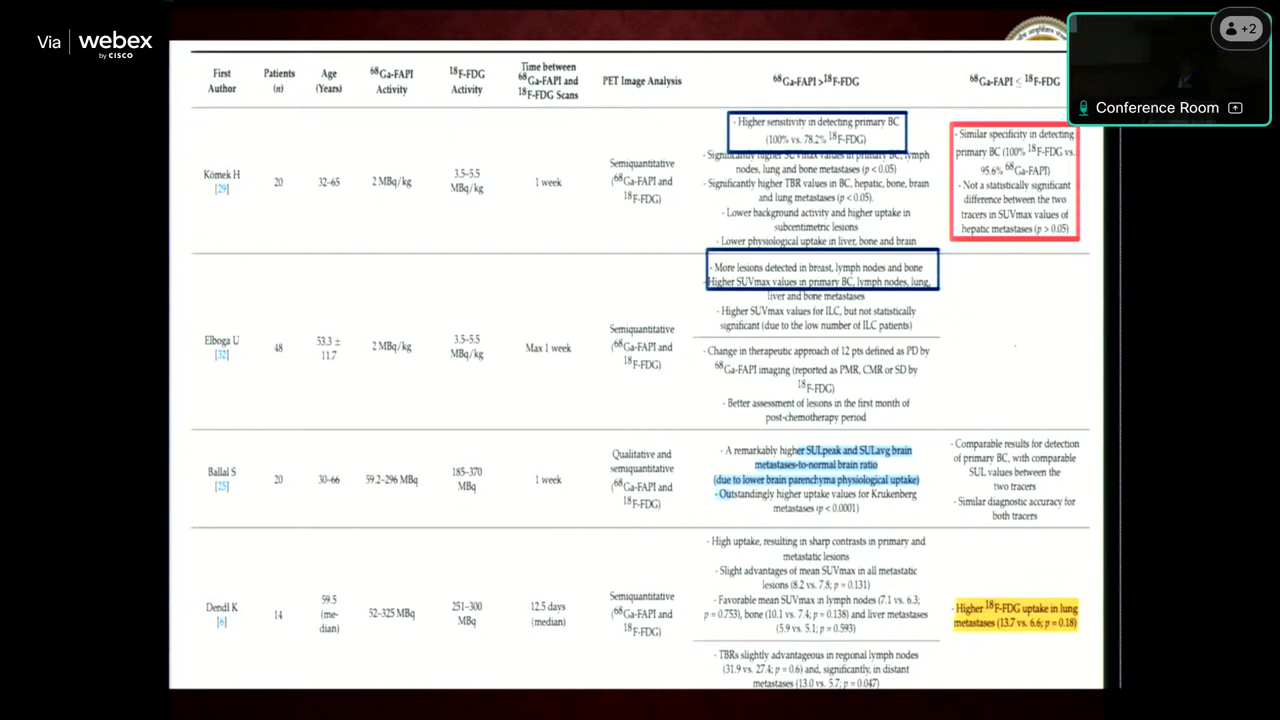 Via webex
by CISCO
+2
Conference Room
First Author
Patients (n)
Age (Years)
⁶⁸Ga-FAPI Activity
¹⁸F-FDG Activity
Time between ⁶⁸Ga-FAPI and ¹⁸F-FDG Scans
PET Image Analysis
⁶⁸Ga-FAPI >¹⁸F-FDG
⁶⁸Ga-FAPI ≤ ¹⁸F-FDG
Kömek H
[29]
20
32–65
2 MBq/kg
3.5–5.5
MBq/kg
1 week
Semiquantitative
(⁶⁸Ga-FAPI and
¹⁸F-FDG)
- Higher sensitivity in detecting primary BC
(100% vs. 78.2% ¹⁸F-FDG)
- Significantly higher SUVmax values in primary BC, lymph
nodes, lung and bone metastases (p < 0.05)
- Significantly higher TBR values in BC, hepatic, bone, brain
and lung metastases (p < 0.05).
- Lower background activity and higher uptake in
subcentimetric lesions
- Lower physiological uptake in liver, bone and brain
- Similar specificity in detecting
primary BC (100% ¹⁸F-FDG vs.
95.6% ⁶⁸Ga-FAPI)
- Not a statistically significant
difference between the two
tracers in SUVmax values of
hepatic metastases (p > 0.05)
Elboga U
[32]
48
53.3 ±
11.7
2 MBq/kg
3.5–5.5
MBq/kg
Max 1 week
Semiquantitative
(⁶⁸Ga-FAPI and
¹⁸F-FDG)
- More lesions detected in breast, lymph nodes and bone
- Higher SUVmax values in primary BC, lymph nodes, lung,
liver and bone metastases
- Higher SUVmax values for ILC, but not statistically
significant (due to the low number of ILC patients)
- Change in therapeutic approach of 12 pts defined as PD by
⁶⁸Ga-FAPI imaging (reported as PMR, CMR or SD by
¹⁸F-FDG)
- Better assessment of lesions in the first month of
post-chemotherapy period
Ballal S
[25]
20
30–66
59.2–296 MBq
185–370
MBq
1 week
Qualitative and
semiquantitative
(⁶⁸Ga-FAPI and
¹⁸F-FDG)
- A remarkably higher SULpeak and SULavg brain
metastases-to-normal brain ratio
(due to lower brain parenchyma physiological uptake)
- Outstandingly higher uptake values for Krukenberg
metastases (p < 0.0001)
- Comparable results for detection
of primary BC, with comparable
SUL values between the
two tracers
- Similar diagnostic accuracy for
both tracers
Dendl K
[6]
14
59.5
(me-
dian)
52–325 MBq
251–300
MBq
12.5 days
(median)
Semiquantitative
(⁶⁸Ga-FAPI and
¹⁸F-FDG)
- High uptake, resulting in sharp contrasts in primary and
metastatic lesions
- Slight advantages of mean SUVmax in all metastatic
lesions (8.2 vs. 7.8; p = 0.131)
- Favorable mean SUVmax in lymph nodes (7.1 vs. 6.3;
p = 0.753), bone (10.1 vs. 7.4; p = 0.138) and liver metastases
(5.9 vs. 5.1; p = 0.593)
- TBRs slightly advantageous in regional lymph nodes
(31.9 vs. 27.4; p = 0.6) and, significantly, in distant
metastases (13.0 vs. 5.7; p = 0.047)
- Higher ¹⁸F-FDG uptake in lung
metastases (13.7 vs. 6.6; p = 0.18)